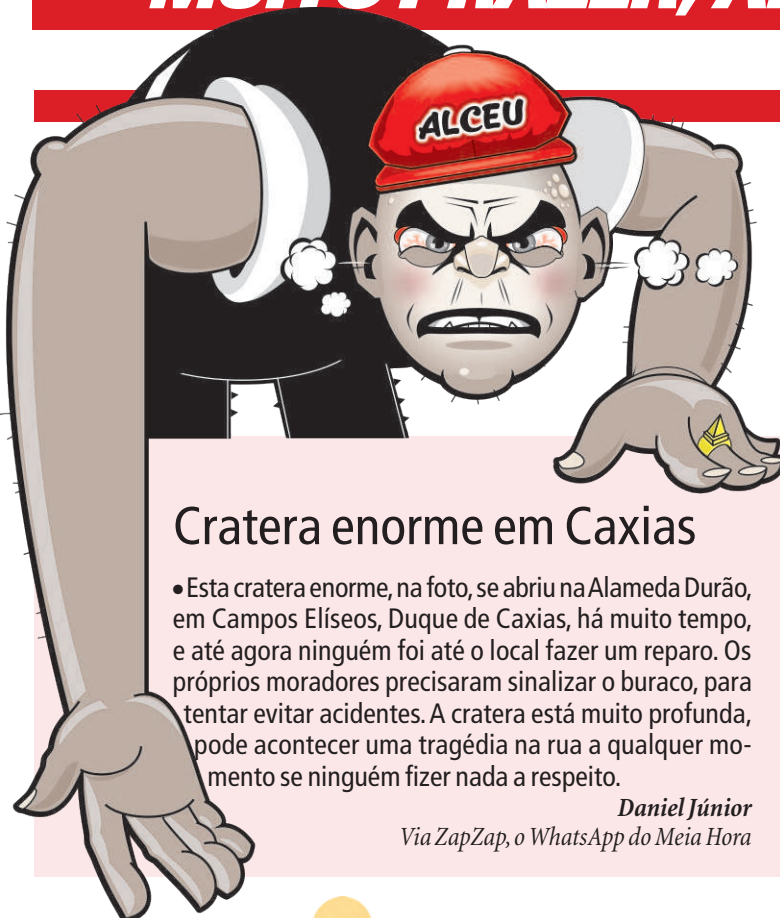 MUITO PRAZER,
ALCEU
Cratera enorme em Caxias
• Esta cratera enorme, na foto, se abriu na Alameda Durão,
em Campos Elíseos, Duque de Caxias, há muito tempo,
e até agora ninguém foi até o local fazer um reparo. Os
próprios moradores precisaram sinalizar o buraco, para
tentar evitar acidentes. A cratera está muito profunda,
pode acontecer uma tragédia na rua a qualquer mo-
mento se ninguém fizer nada a respeito.
Daniel Júnior
Via ZapZap, o WhatsApp do Meia Hora